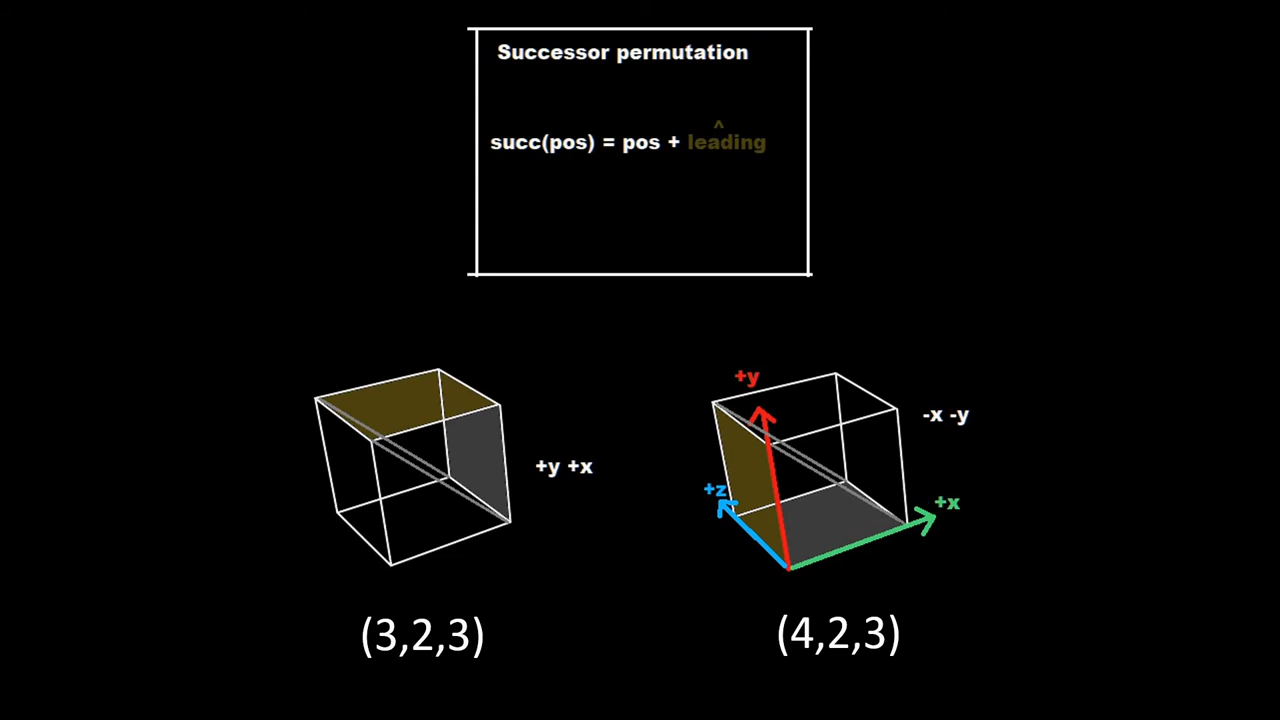 Successor permutation
^
succ(pos) = pos + leading
+y
-x -y
+y +x
+z
+x
(3,2,3)
(4,2,3)